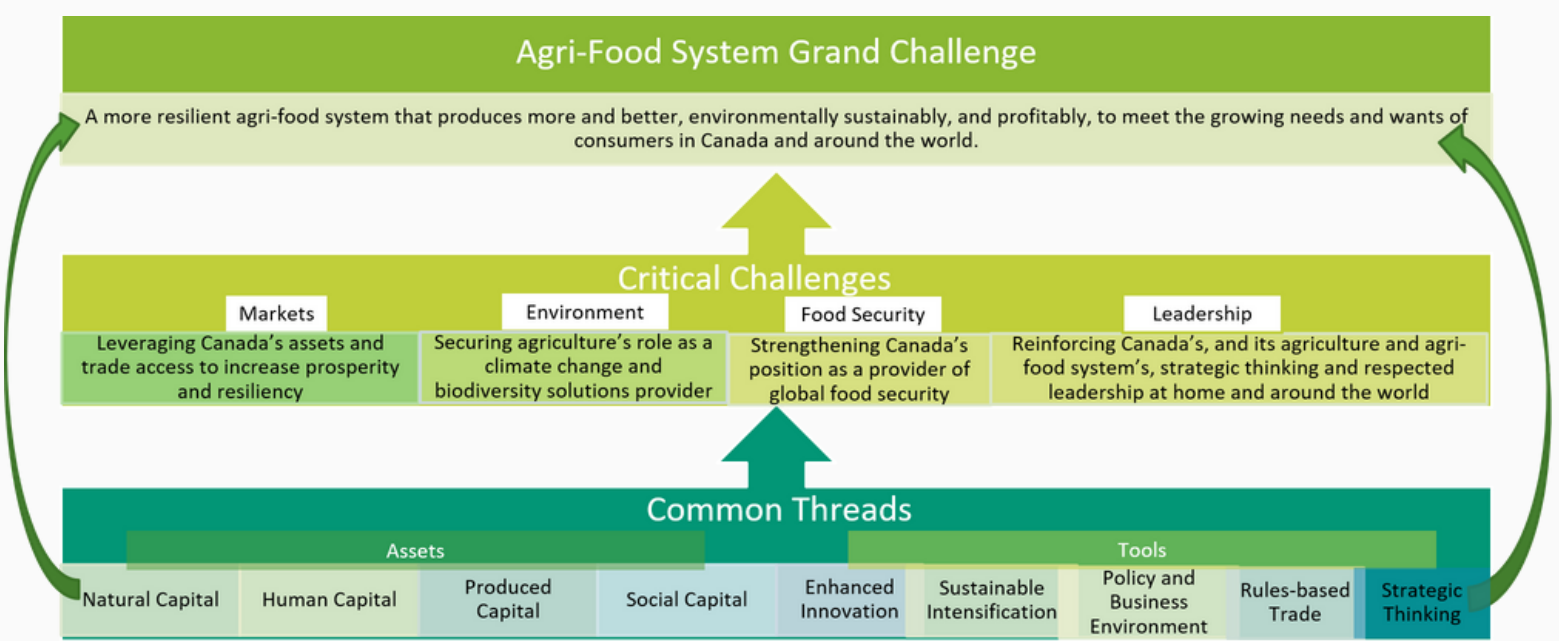 Agri-Food System Grand Challenge
A more resilient agri-food system that produces more and better, environmentally sustainably, and profitably, to meet the growing needs and wants of
consumers in Canada and around the world.
Critical Challenges
Markets
Leveraging Canada's assets and
trade access to increase prosperity
and resiliency
Environment
Securing agriculture's role as a
climate change and
biodiversity solutions provider
Food Security
Strengthening Canada's
position as a provider of
global food security
Leadership
Reinforcing Canada's, and its agriculture and agri-
food system's, strategic thinking and respected
leadership at home and around the world
Common Threads
Assets
Natural Capital
Human Capital
Produced
Capital
Social Capital
Tools
Enhanced
Innovation
Sustainable
Intensification
Policy and
Business
Environment
Rules-based
Trade
Strategic
Thinking